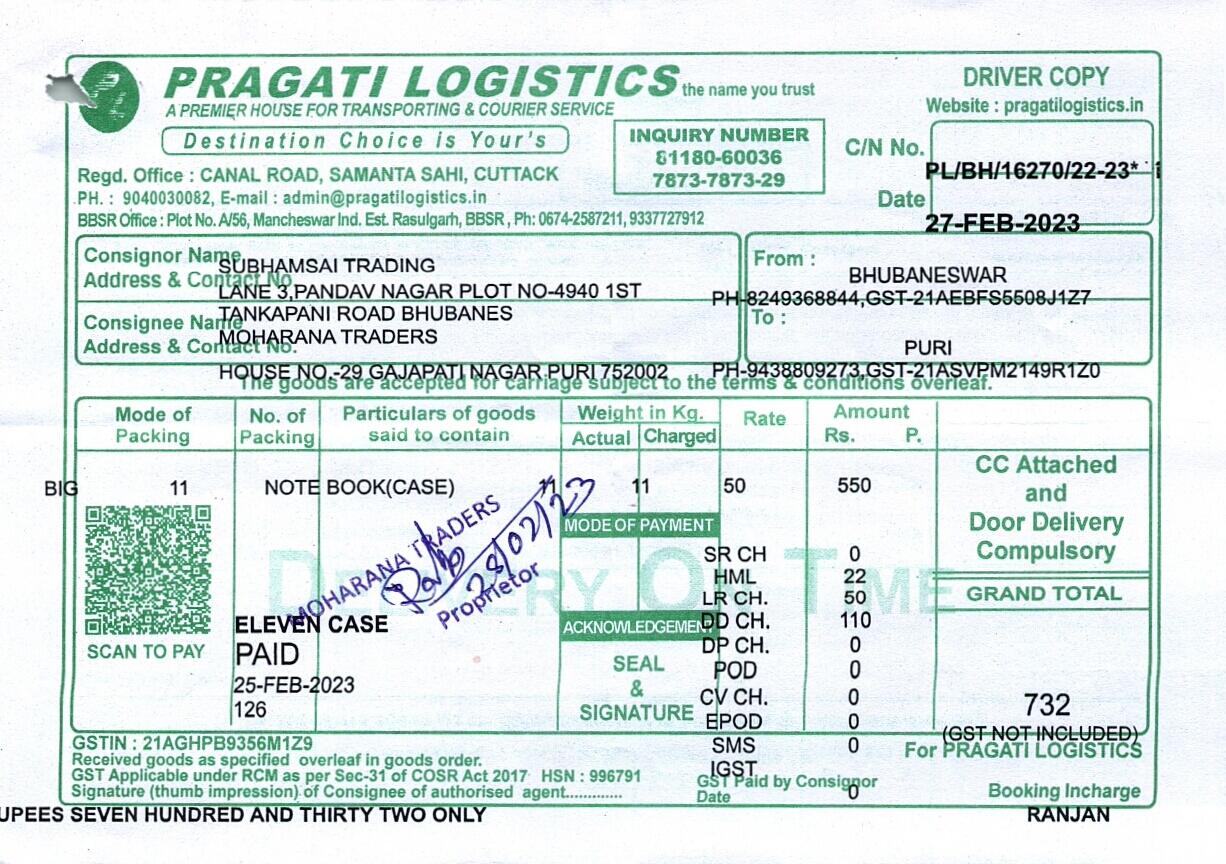 PRAGATI LOGISTICS the name you trust
A PREMIER HOUSE FOR TRANSPORTING & COURIER SERVICE
Destination Choice is Your's
INQUIRY NUMBER
81180-60036
7873-7873-29
DRIVER COPY
Website : pragatilogistics.in
C/N No.
PL/BH/16270/22-23*
Date
27-FEB-2023
Regd. Office : CANAL ROAD, SAMANTA SAHI, CUTTACK
PH. : 9040030082, E-mail : admin@pragatilogistics.in
BBSR Office : Plot No. A/56, Mancheswar Ind. Est. Rasulgarh, BBSR , Ph: 0674-2587211, 9337727912
Consignor Name
Address & Contact No.
SUBHAMSAI TRADING
LANE 3,PANDAV NAGAR PLOT NO-4940 1ST
TANKAPANI ROAD BHUBANES
From :
BHUBANESWAR
PH-8249368844,GST-21AEBFS5508J1Z7
Consignee Name
Address & Contact No.
MOHARANA TRADERS
HOUSE NO.-29 GAJAPATI NAGAR PURI 752002
To :
PURI
PH-9438809273,GST-21ASVPM2149R1Z0
The goods are accepted for carriage subject to the terms & conditions overleaf.
Mode of Packing
No. of Packing
Particulars of goods said to contain
Weight in Kg.
Actual Charged
Rate
Amount
Rs. P.
BIG 11 NOTE BOOK(CASE) 11 11 50 550
CC Attached
and
Door Delivery
Compulsory
GRAND TOTAL
732
(GST NOT INCLUDED)
DELIVERY ON TIME
MODE OF PAYMENT
SR CH 0
HML 22
LR CH. 50
DD CH. 110
DP CH. 0
POD 0
CV CH. 0
EPOD 0
SMS 0
IGST 0
ACKNOWLEDGEMENT
SEAL
&
SIGNATURE
MOHARANA TRADERS
28/02/23
Proprietor
SCAN TO PAY
ELEVEN CASE
PAID
25-FEB-2023
126
GSTIN : 21AGHPB9356M1Z9
Received goods as specified overleaf in goods order.
GST Applicable under RCM as per Sec-31 of COSR Act 2017 HSN : 996791
Signature (thumb impression) of Consignee of authorised agent.............
GST Paid by Consignor
Date
For PRAGATI LOGISTICS
Booking Incharge
RANJAN
UPEES SEVEN HUNDRED AND THIRTY TWO ONLY